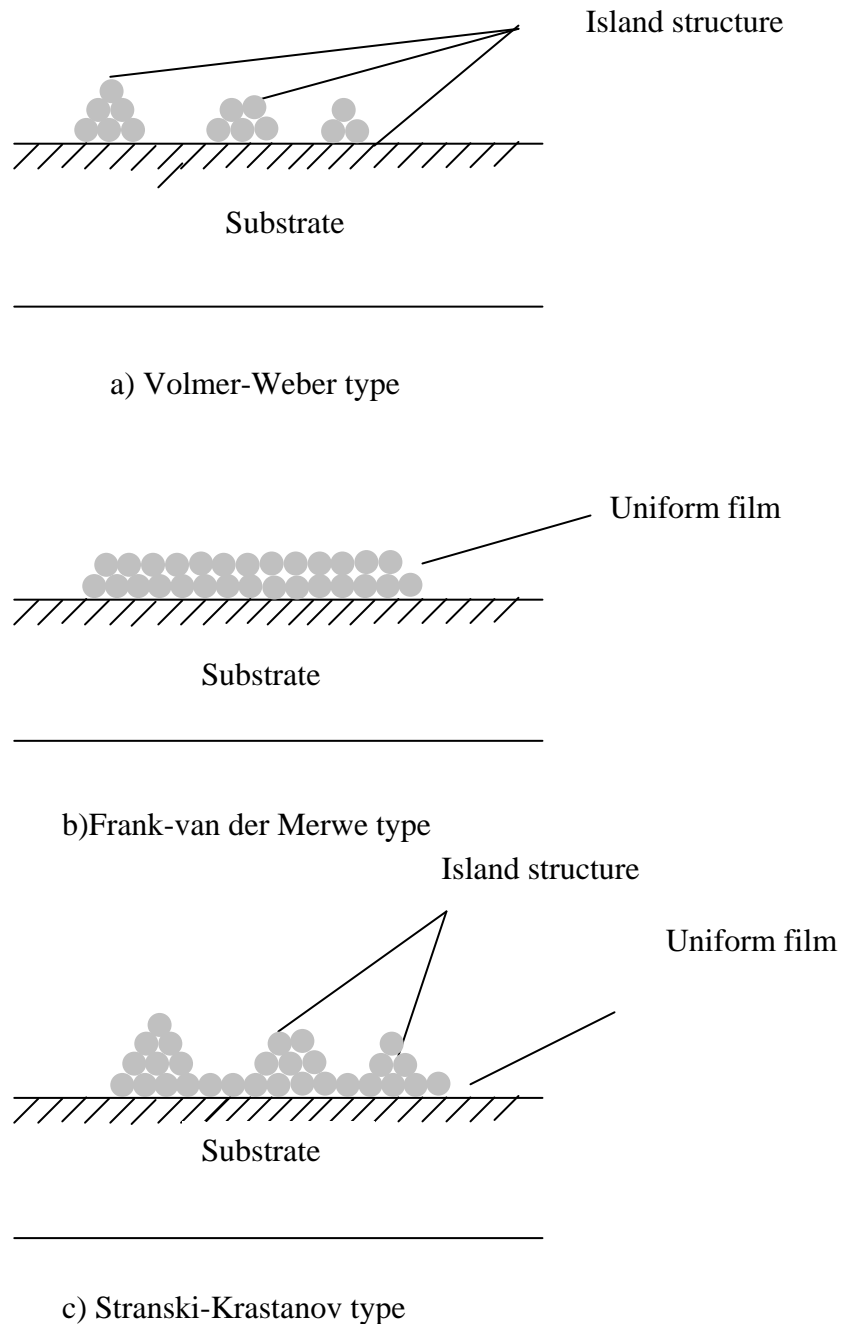 Island structure
Substrate
a) Volmer-Weber type
Uniform film
Substrate
b)Frank-van der Merwe type
Island structure
Uniform film
Substrate
c) Stranski-Krastanov type